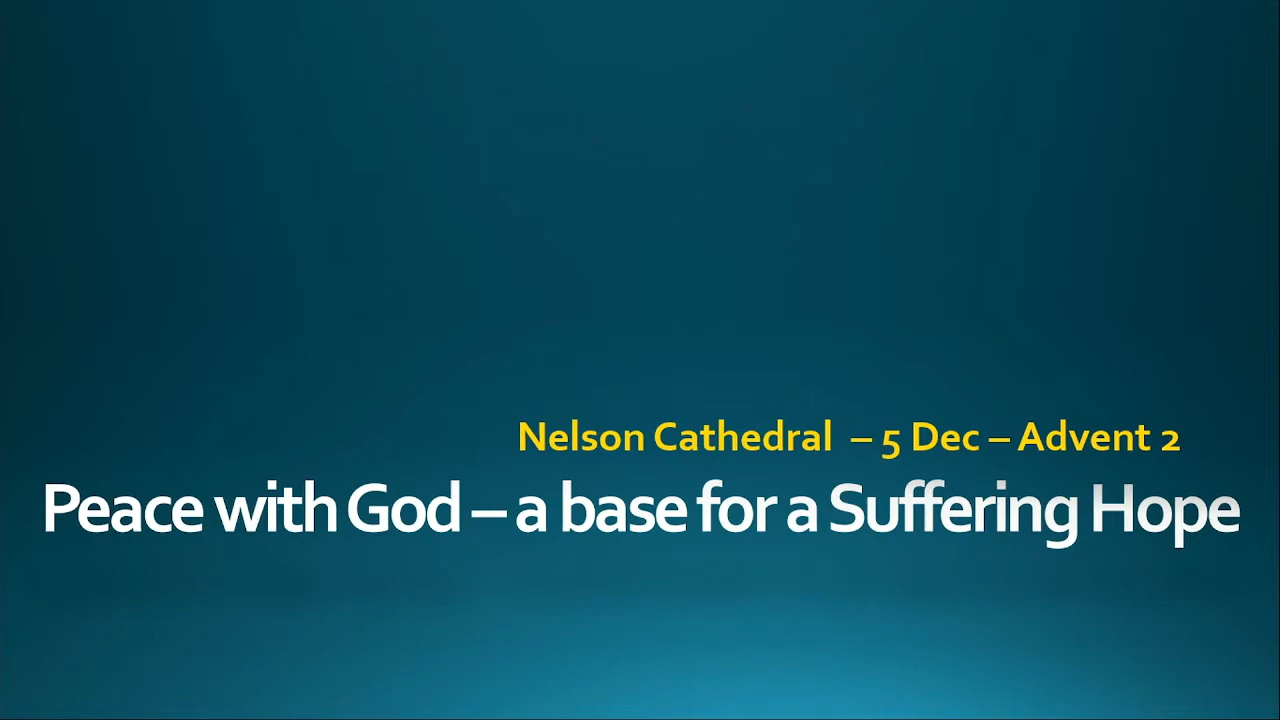 Nelson Cathedral – 5 Dec – Advent 2
Peace with God – a base for a Suffering Hope